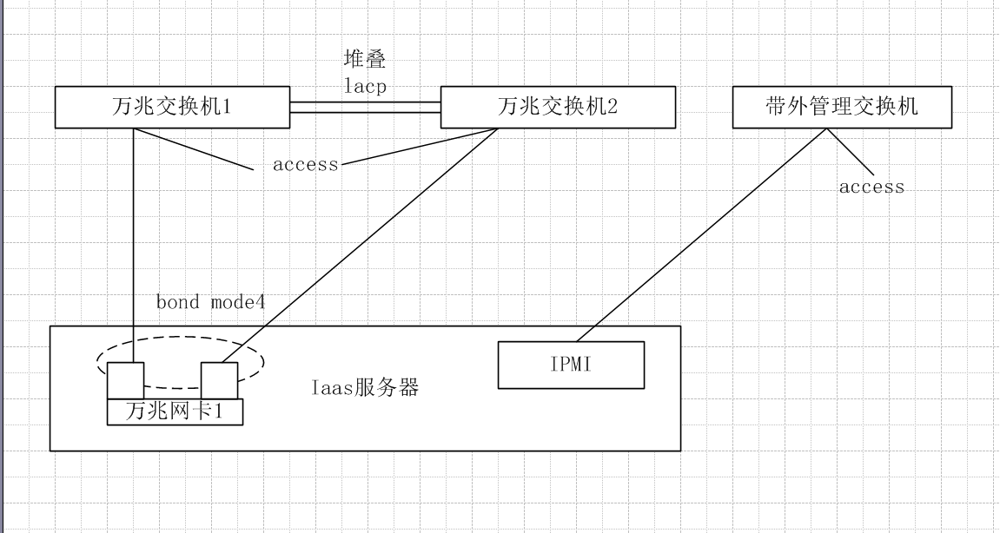 堆叠
lacp
万兆交换机1
万兆交换机2
带外管理交换机
access
access
bond mode4
IPMI
Iaas服务器
万兆网卡1